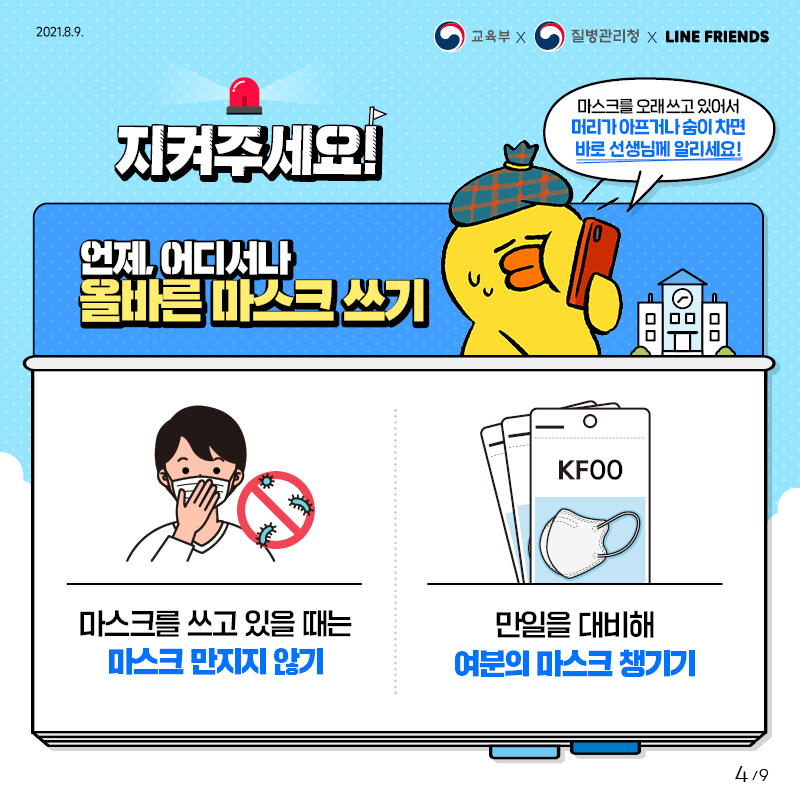 2021.8.9.
교육부 X 질병관리청 X LINE FRIENDS
지켜주세요!
마스크를 오래 쓰고 있어서
머리가 아프거나 숨이 차면
바로 선생님께 알리세요!
언제, 어디서나
올바른 마스크 쓰기
KF00
마스크를 쓰고 있을 때는
마스크 만지지 않기
만일을 대비해
여분의 마스크 챙기기
4 /9